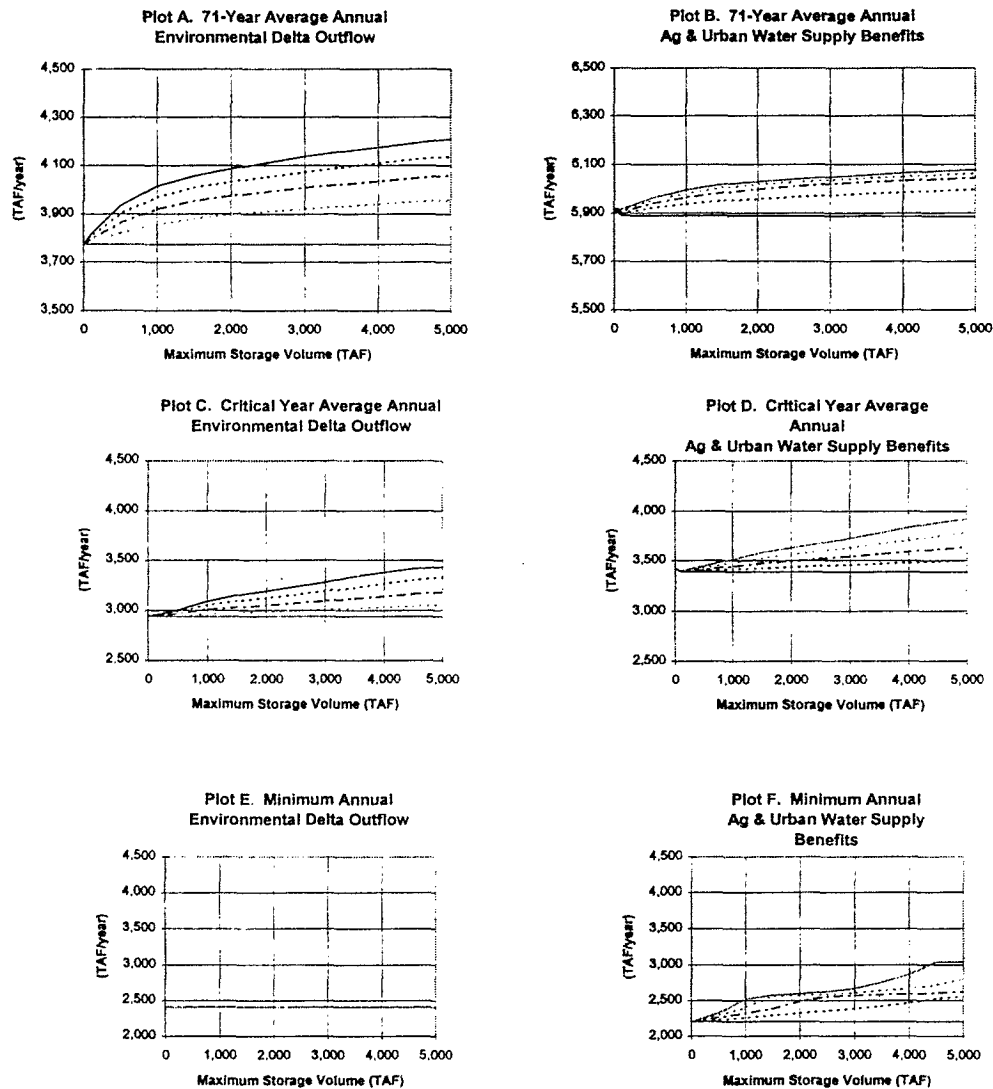 Plot A. 71-Year Average Annual
Environmental Delta Outflow
4,500
4,300
4,100
3,900
3,700
3,500
(TAF/year)
0 1,000 2,000 3,000 4,000 5,000
Maximum Storage Volume (TAF)
Plot B. 71-Year Average Annual
Ag & Urban Water Supply Benefits
6,500
6,300
6,100
5,900
5,700
5,500
(TAF/year)
0 1,000 2,000 3,000 4,000 5,000
Maximum Storage Volume (TAF)
Plot C. Critical Year Average Annual
Environmental Delta Outflow
4,500
4,000
3,500
3,000
2,500
(TAF/year)
0 1,000 2,000 3,000 4,000 5,000
Maximum Storage Volume (TAF)
Plot D. Critical Year Average
Annual
Ag & Urban Water Supply Benefits
4,500
4,000
3,500
3,000
2,500
(TAF/year)
0 1,000 2,000 3,000 4,000 5,000
Maximum Storage Volume (TAF)
Plot E. Minimum Annual
Environmental Delta Outflow
4,500
4,000
3,500
3,000
2,500
2,000
(TAF/year)
0 1,000 2,000 3,000 4,000 5,000
Maximum Storage Volume (TAF)
Plot F. Minimum Annual
Ag & Urban Water Supply
Benefits
4,500
4,000
3,500
3,000
2,500
2,000
(TAF/year)
0 1,000 2,000 3,000 4,000 5,000
Maximum Storage Volume (TAF)